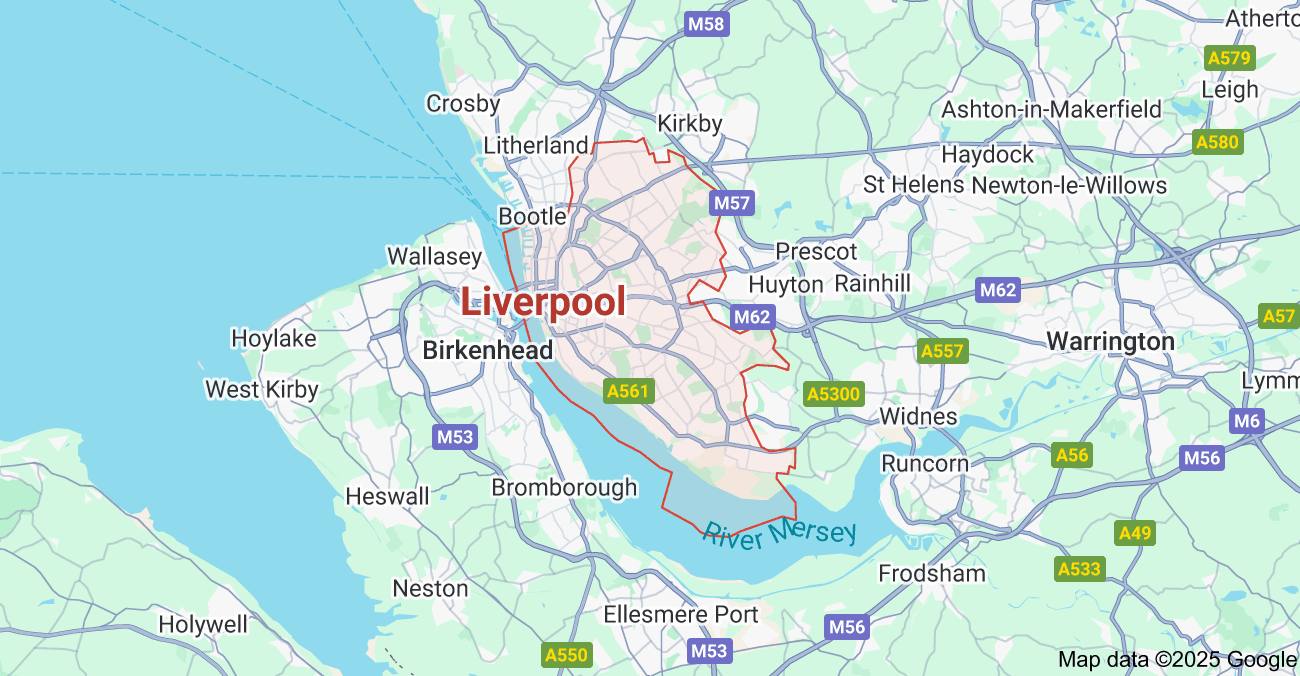 M58
Atherto
A579
Leigh
Crosby
Ashton-in-Makerfield
Kirkby
Litherland
A580
Haydock
St Helens
Newton-le-Willows
M57
Bootle
Prescot
Wallasey
Huyton
Rainhill
M62
Liverpool
M62
A57
Hoylake
Birkenhead
Warrington
A557
Lymm
West Kirby
A561
A5300
Widnes
M6
M53
A56
M56
Runcorn
Heswall
Bromborough
River Mersey
A49
A533
Frodsham
Neston
Ellesmere Port
Holywell
M56
A550
M53
Map data ©2025 Google